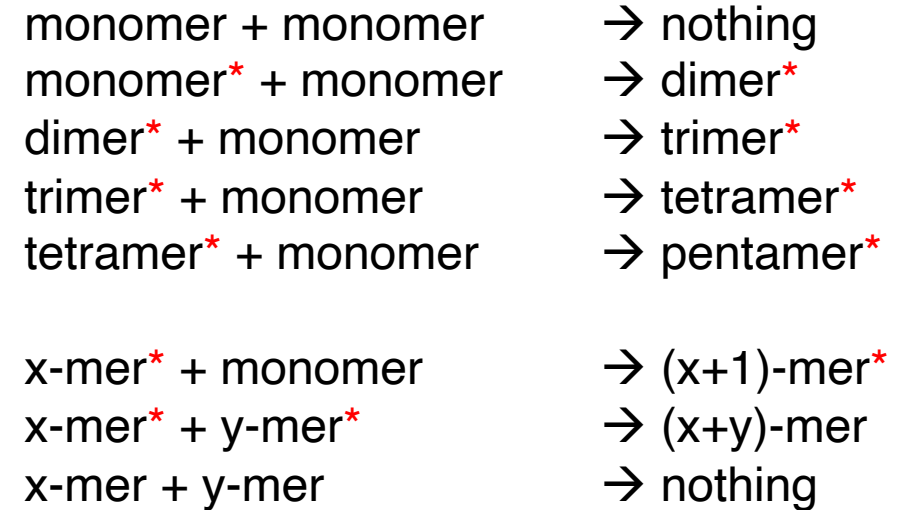 monomer + monomer → nothing
monomer* + monomer → dimer*
dimer* + monomer → trimer*
trimer* + monomer → tetramer*
tetramer* + monomer → pentamer*
x-mer* + monomer → (x+1)-mer*
x-mer* + y-mer* → (x+y)-mer
x-mer + y-mer → nothing